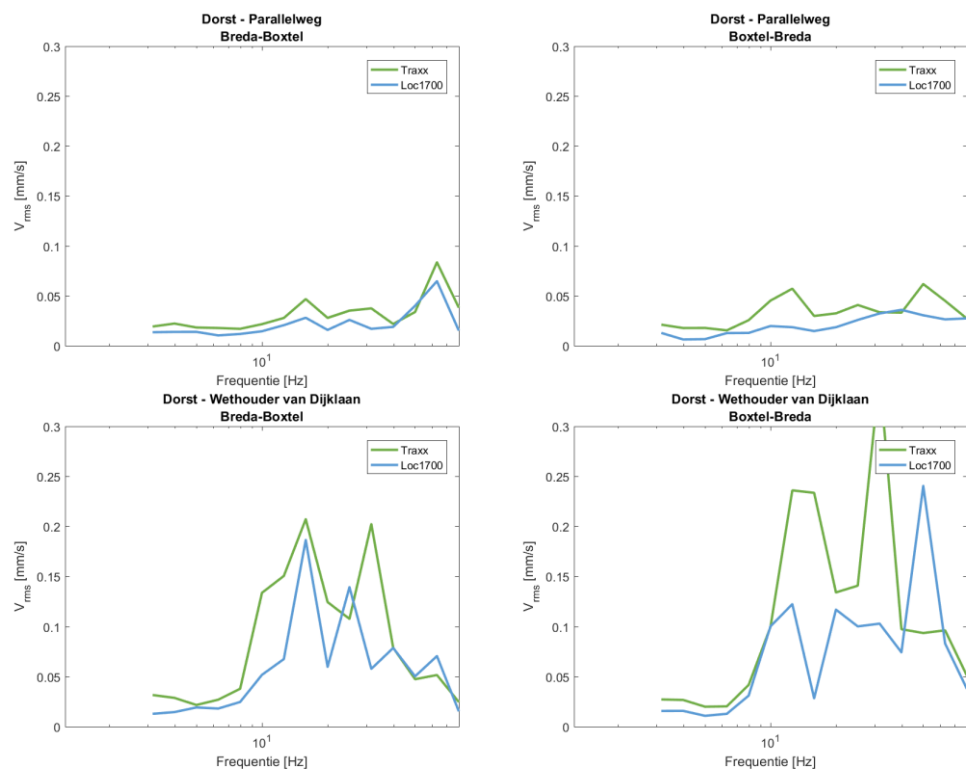 Dorst - Parallelweg
Breda-Boxtel
0.3
0.25
0.2
0.15
0.1
0.05
0
V_rms [mm/s]
10^1
Frequentie [Hz]
Traxx
Loc1700
Dorst - Parallelweg
Boxtel-Breda
0.3
0.25
0.2
0.15
0.1
0.05
0
V_rms [mm/s]
10^1
Frequentie [Hz]
Traxx
Loc1700
Dorst - Wethouder van Dijklaan
Breda-Boxtel
0.3
0.25
0.2
0.15
0.1
0.05
0
V_rms [mm/s]
10^1
Frequentie [Hz]
Traxx
Loc1700
Dorst - Wethouder van Dijklaan
Boxtel-Breda
0.3
0.25
0.2
0.15
0.1
0.05
0
V_rms [mm/s]
10^1
Frequentie [Hz]
Traxx
Loc1700